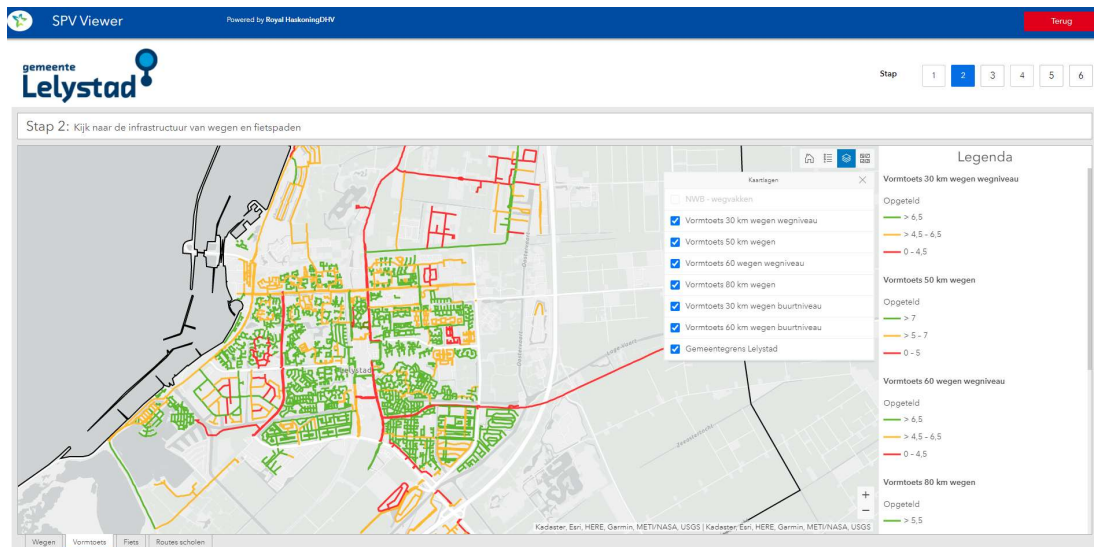 SPV Viewer
Powered by Royal HaskoningDHV
Terug
gemeente
Lelystad
Stap
1
2
3
4
5
6
Stap 2: Kijk naar de infrastructuur van wegen en fietspaden
Kaartlagen
NWB - wegvakken
Vormtoets 30 km wegen wegniveau
Vormtoets 50 km wegen
Vormtoets 60 wegen wegniveau
Vormtoets 80 km wegen
Vormtoets 30 km wegen buurtniveau
Vormtoets 60 km wegen buurtniveau
Gemeentegrens Lelystad
Lelystad
Lage Vaart
Kadaster, Esri, HERE, Garmin, METI/NASA, USGS | Kadaster, Esri, HERE, Garmin, METI/NASA, USGS
+
−
Legenda
Vormtoets 30 km wegen wegniveau
Opgeteld
> 6,5
> 4,5 - 6,5
0 - 4,5
Vormtoets 50 km wegen
Opgeteld
> 7
> 5 - 7
0 - 5
Vormtoets 60 wegen wegniveau
Opgeteld
> 6,5
> 4,5 - 6,5
0 - 4,5
Vormtoets 80 km wegen
Opgeteld
> 5,5
Wegen
Vormtoets
Fiets
Routes scholen